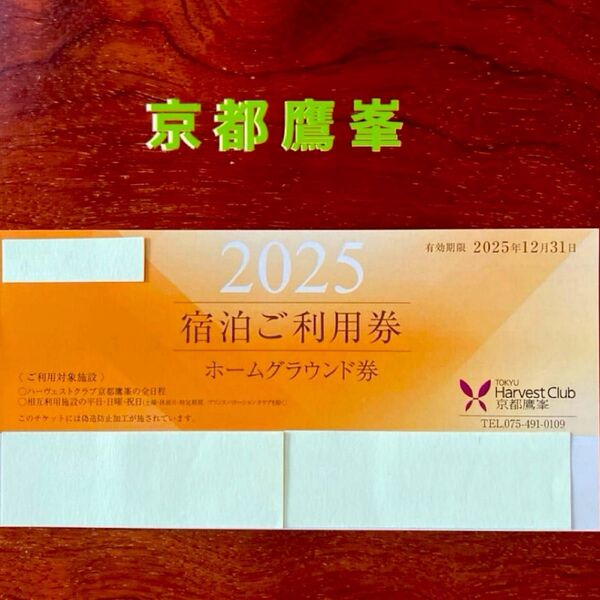 京都鷹峯
有効期限 2025年12月31日
2025
宿泊ご利用券
ホームグラウンド券
〈ご利用対象施設〉
○ハーヴェストクラブ京都鷹峯の全日程
○相互利用施設の平日・日曜・祝日
このチケットには偽造防止加工が施されています。
TOKYU
Harvest Club
京都鷹峯
TEL.075-491-0109